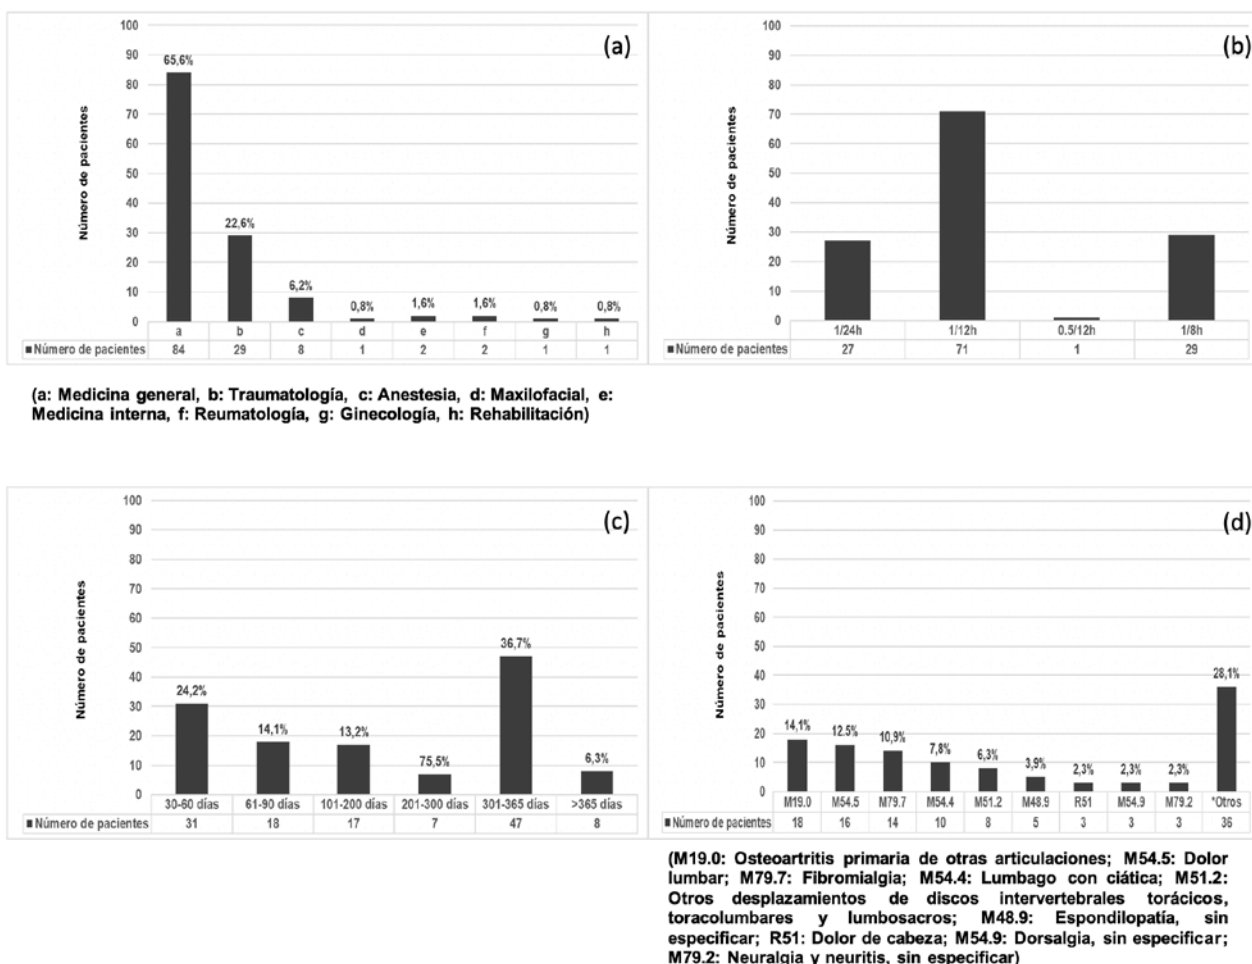 (a)
Número de pacientes
100
90
80
70
60
50
40
30
20
10
0
65,6%
22,6%
6,2%
0,8%
1,6%
1,6%
0,8%
0,8%
a b c d e f g h
Número de pacientes 84 29 8 1 2 2 1 1
(a: Medicina general, b: Traumatología, c: Anestesia, d: Maxilofacial, e:
Medicina interna, f: Reumatología, g: Ginecología, h: Rehabilitación)
(b)
Número de pacientes
100
90
80
70
60
50
40
30
20
10
0
1/24h 1/12h 0.5/12h 1/8h
Número de pacientes 27 71 1 29
(c)
Número de pacientes
100
90
80
70
60
50
40
30
20
10
0
24,2%
14,1%
13,2%
75,5%
36,7%
6,3%
30-60 días 61-90 días 101-200 días 201-300 días 301-365 días >365 días
Número de pacientes 31 18 17 7 47 8
(d)
Número de pacientes
100
90
80
70
60
50
40
30
20
10
0
14,1%
12.5%
10,9%
7,8%
6,3%
3,9%
2,3%
2,3%
2,3%
28,1%
M19.0 M54.5 M79.7 M54.4 M51.2 M48.9 R51 M54.9 M79.2 *Otros
Número de pacientes 18 16 14 10 8 5 3 3 3 36
(M19.0: Osteoartritis primaria de otras articulaciones; M54.5: Dolor
lumbar; M79.7: Fibromialgia; M54.4: Lumbago con ciática; M51.2:
Otros desplazamientos de discos intervertebrales torácicos,
toracolumbares y lumbosacros; M48.9: Espondilopatía, sin
especificar; R51: Dolor de cabeza; M54.9: Dorsalgia, sin especificar;
M79.2: Neuralgia y neuritis, sin especificar)